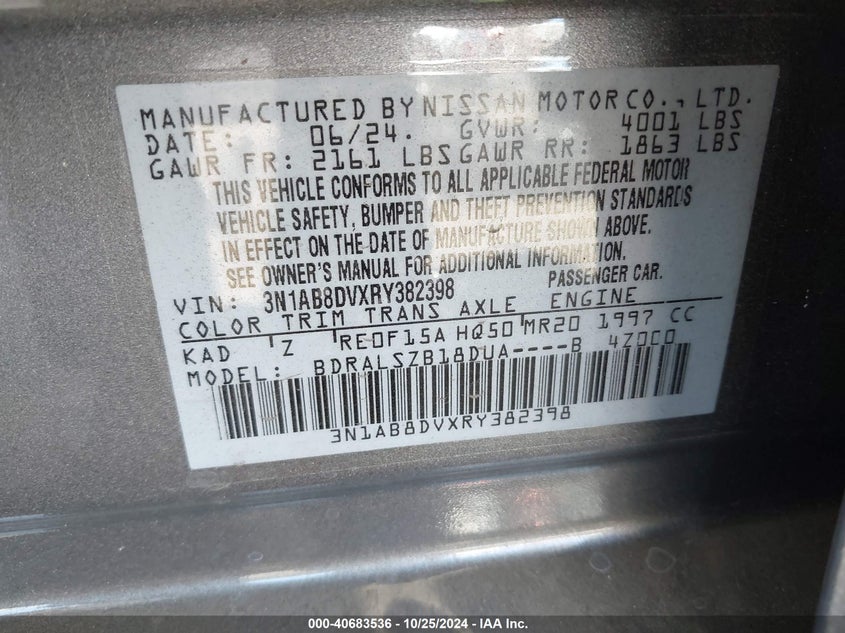 MANUFACTURED BY NISSAN MOTOR CO., LTD.
DATE: 06/24. GVWR: 4001 LBS
GAWR FR: 2161 LBS GAWR RR: 1863 LBS
THIS VEHICLE CONFORMS TO ALL APPLICABLE FEDERAL MOTOR
VEHICLE SAFETY, BUMPER AND THEFT PREVENTION STANDARDS
IN EFFECT ON THE DATE OF MANUFACTURE SHOWN ABOVE.
SEE OWNER'S MANUAL FOR ADDITIONAL INFORMATION.
VIN: 3N1AB8DVXRY382398 PASSENGER CAR.
COLOR TRIM TRANS AXLE ENGINE
KAD Z RE0F15A HQ50 MR20 1997 CC
MODEL: BDRALSZB18DUA----B 4Z0C0
3N1AB8DVXRY382398
000-40683536 - 10/25/2024 - IAA Inc.